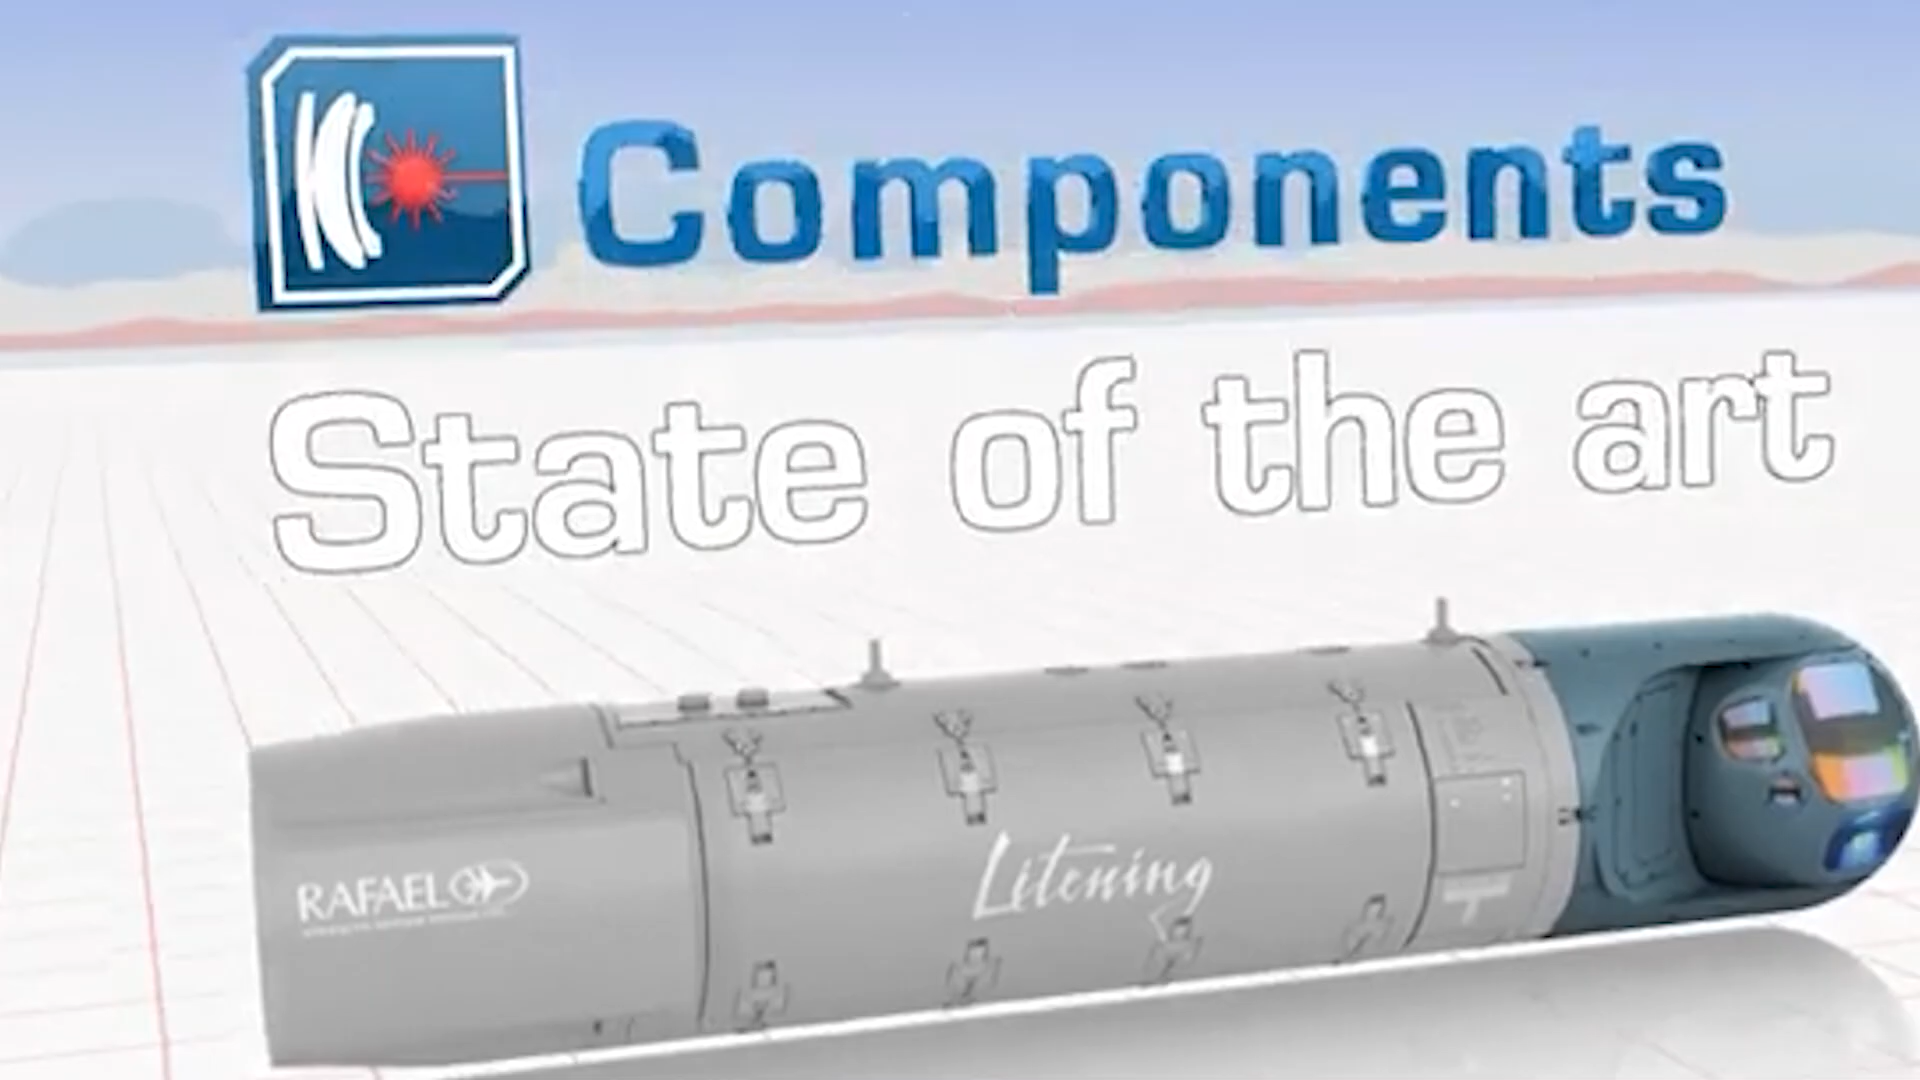 Components
State of the art
RAFAEL
Litening